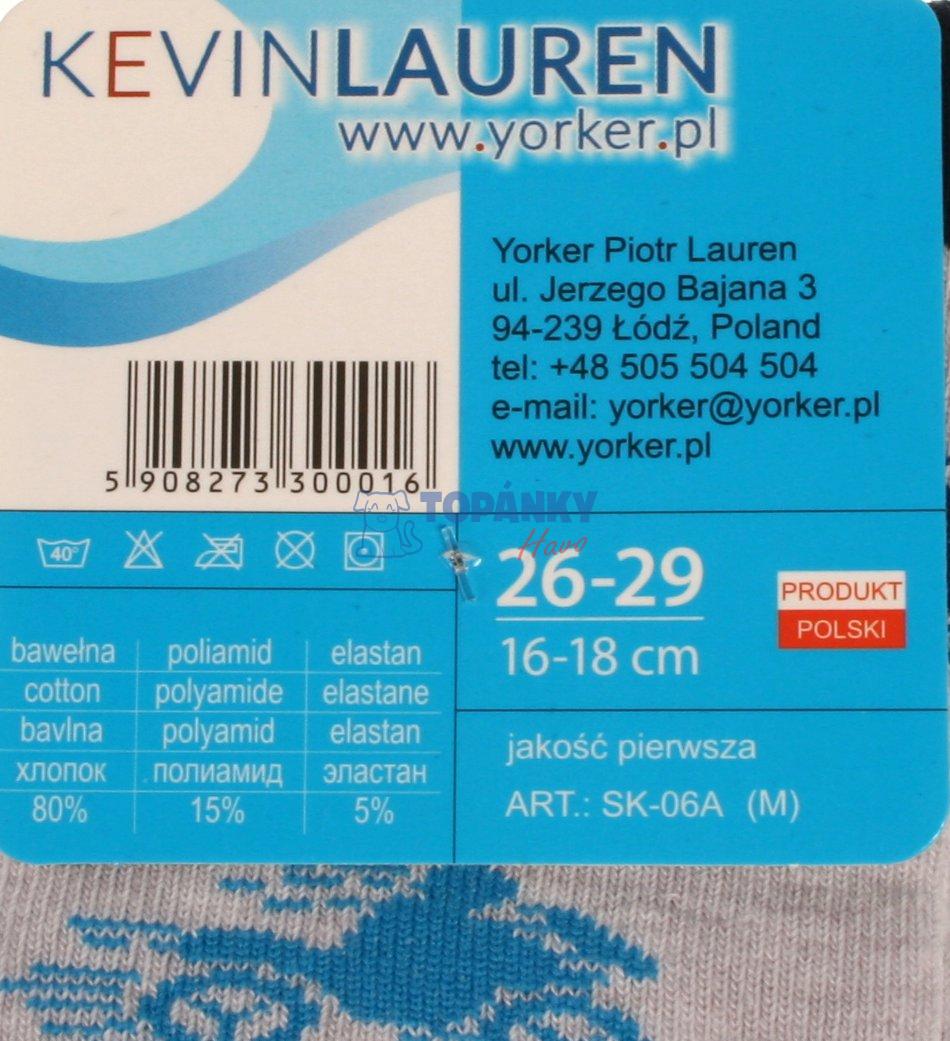 KEVINLAUREN
www.yorker.pl
Yorker Piotr Lauren
ul. Jerzego Bajana 3
94-239 Łódź, Poland
tel: +48 505 504 504
e-mail: yorker@yorker.pl
www.yorker.pl
5 908273 300016
TOPÁNKY
Havo
40°
26-29
16-18 cm
PRODUKT
POLSKI
bawełna poliamid elastan
cotton polyamide elastane
bavlna polyamid elastan
хлопок полиамид эластан
80% 15% 5%
jakość pierwsza
ART.: SK-06A (M)